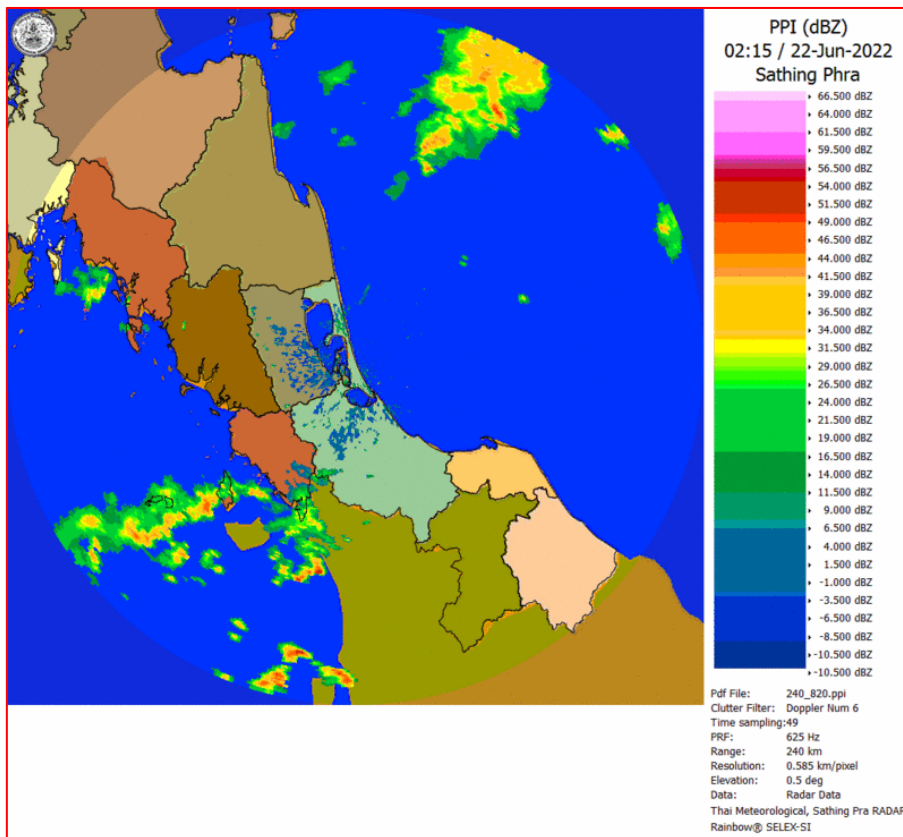 PPI (dBZ)
02:15 / 22-Jun-2022
Sathing Phra
66.500 dBZ
64.000 dBZ
61.500 dBZ
59.500 dBZ
56.500 dBZ
54.000 dBZ
51.500 dBZ
49.000 dBZ
46.500 dBZ
44.000 dBZ
41.500 dBZ
39.000 dBZ
36.500 dBZ
34.000 dBZ
31.500 dBZ
29.000 dBZ
26.500 dBZ
24.000 dBZ
21.500 dBZ
19.000 dBZ
16.500 dBZ
14.000 dBZ
11.500 dBZ
9.000 dBZ
6.500 dBZ
4.000 dBZ
1.500 dBZ
-1.000 dBZ
-3.500 dBZ
-6.500 dBZ
-8.500 dBZ
-10.500 dBZ
-10.500 dBZ
Pdf File: 240_820.ppi
Clutter Filter: Doppler Num 6
Time sampling:49
PRF: 625 Hz
Range: 240 km
Resolution: 0.585 km/pixel
Elevation: 0.5 deg
Data: Radar Data
Thai Meteorological, Sathing Pra RADAR
Rainbow® SELEX-SI